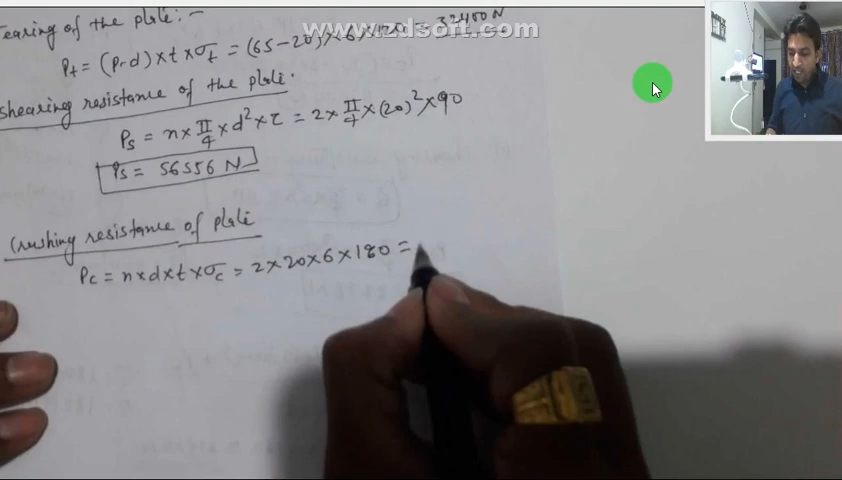 Tearing of the plate:-
Pt = (p-d) x t x σt = (65-20) x 6 x 120 = 32400 N
www.zdsoft.com
shearing resistance of the plate.
Ps = n x π/4 x d² x τ = 2 x π/4 x (20)² x 90
Ps = 56556 N
Crushing resistance of plate
Pc = n x d x t x σc = 2 x 20 x 6 x 180 =